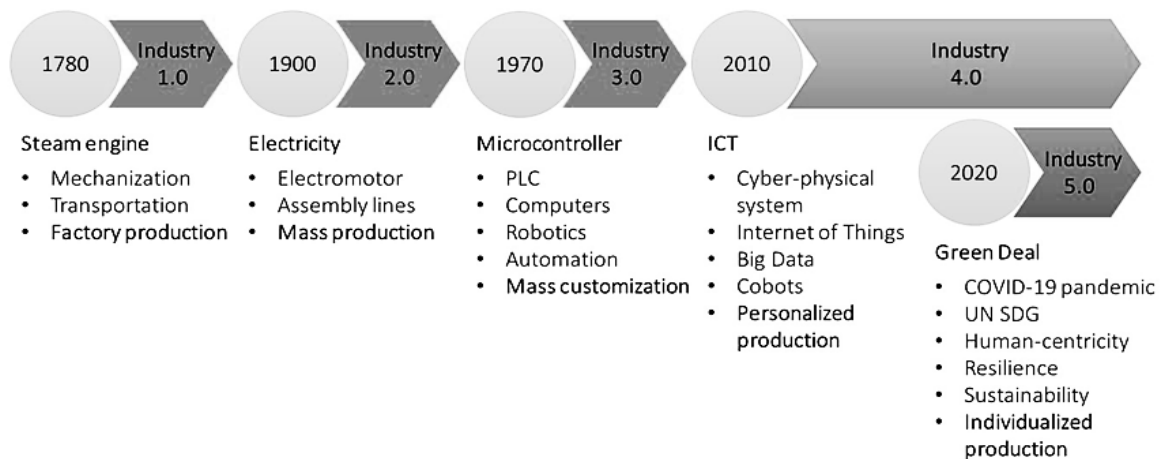 1780
Industry
1.0
1900
Industry
2.0
1970
Industry
3.0
2010
Industry
4.0
Steam engine
• Mechanization
• Transportation
• Factory production
Electricity
• Electromotor
• Assembly lines
• Mass production
Microcontroller
• PLC
• Computers
• Robotics
• Automation
• Mass customization
ICT
• Cyber-physical
system
• Internet of Things
• Big Data
• Cobots
• Personalized
production
2020
Industry
5.0
Green Deal
• COVID-19 pandemic
• UN SDG
• Human-centricity
• Resilience
• Sustainability
• Individualized
production